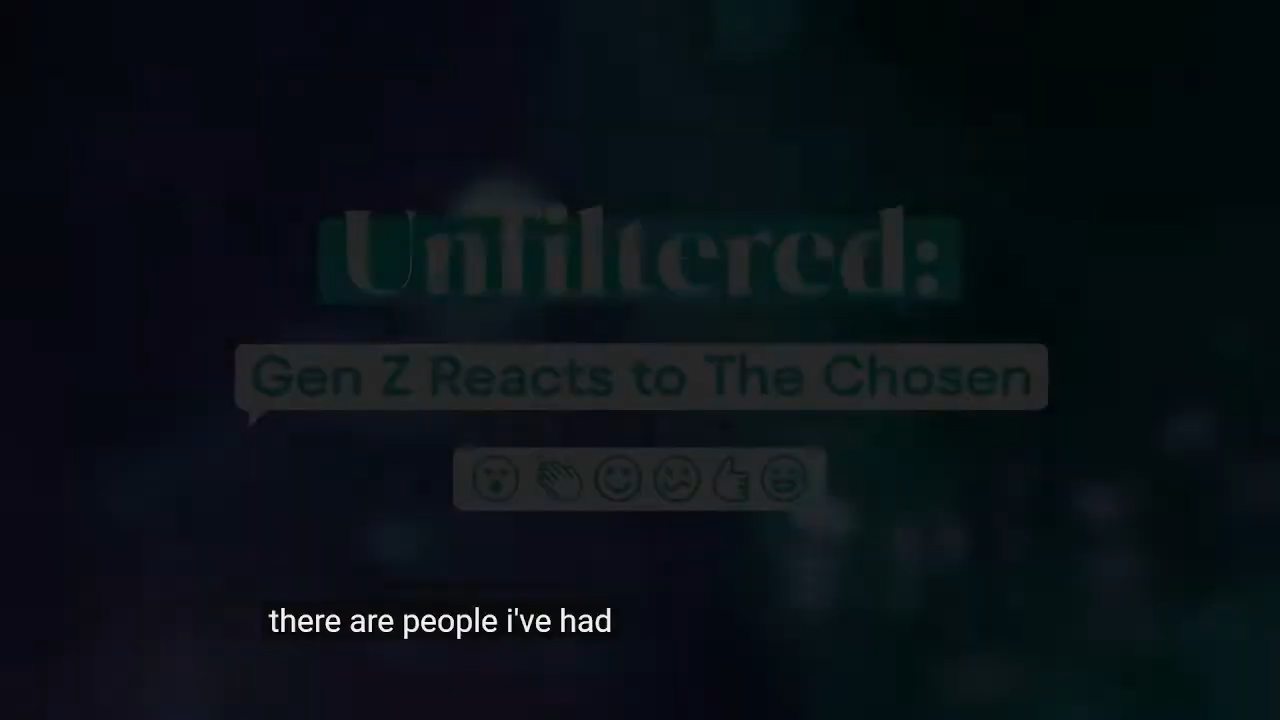 Unfiltered:
Gen Z Reacts to The Chosen
there are people i've had